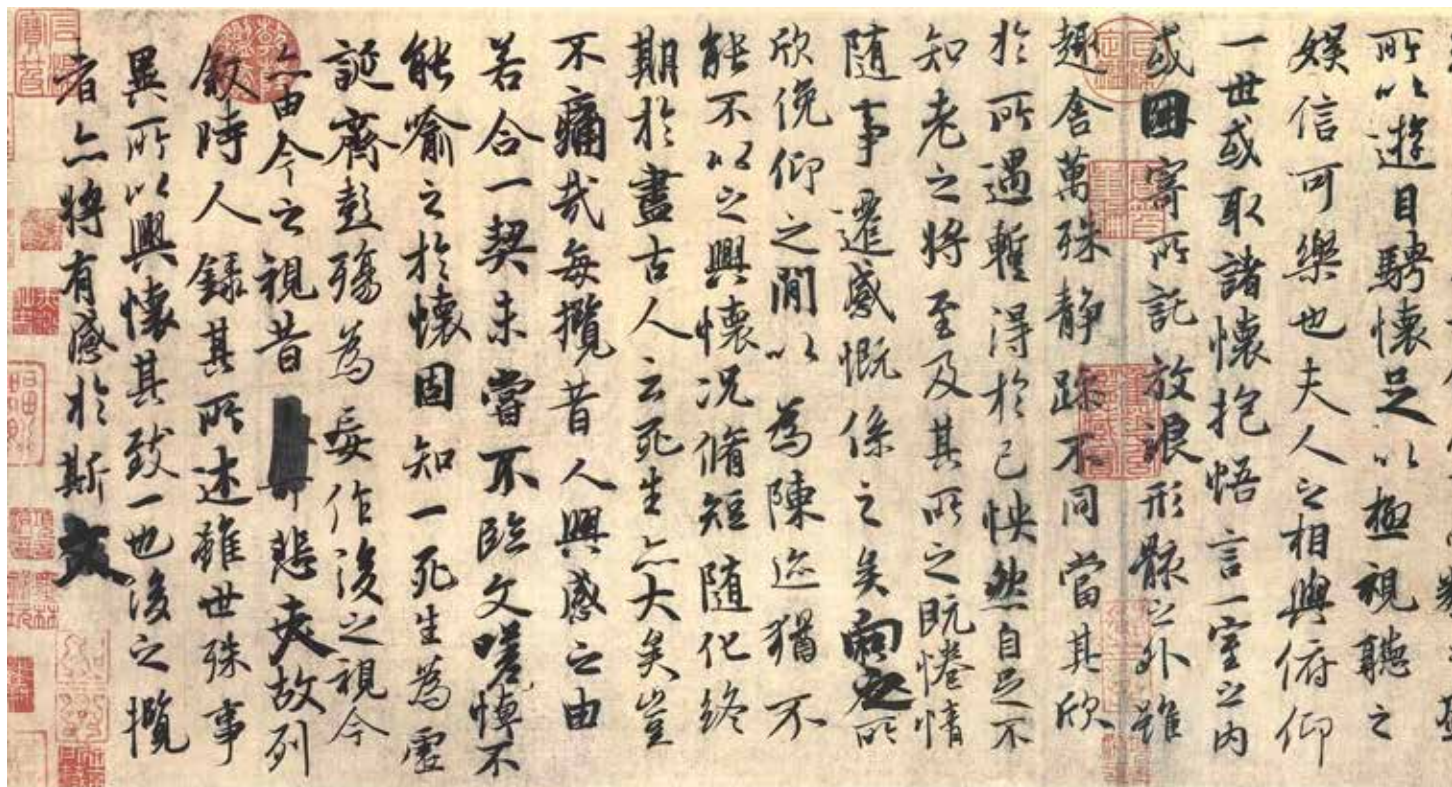 所以遊目騁懷足以極視聽之
娛信可樂也夫人之相與俯仰
一世或取諸懷抱悟言一室之內
或因寄所託放浪形骸之外雖
趣舍萬殊靜躁不同當其欣
於所遇暫得於己怏然自足不
知老之將至及其所之既惓情
隨事遷感慨係之矣向之所
欣俛仰之閒以為陳迹猶不
能不以之興懷況脩短隨化終
期於盡古人云死生亦大矣豈
不痛哉每攬昔人興感之由
若合一契未嘗不臨文嗟悼不
能喻之於懷固知一死生為虛
誕齊彭殤為妄作後之視今
亦由今之視昔悲夫故列
敘時人錄其所述雖世殊事
異所以興懷其致一也後之攬
者亦將有感於斯文